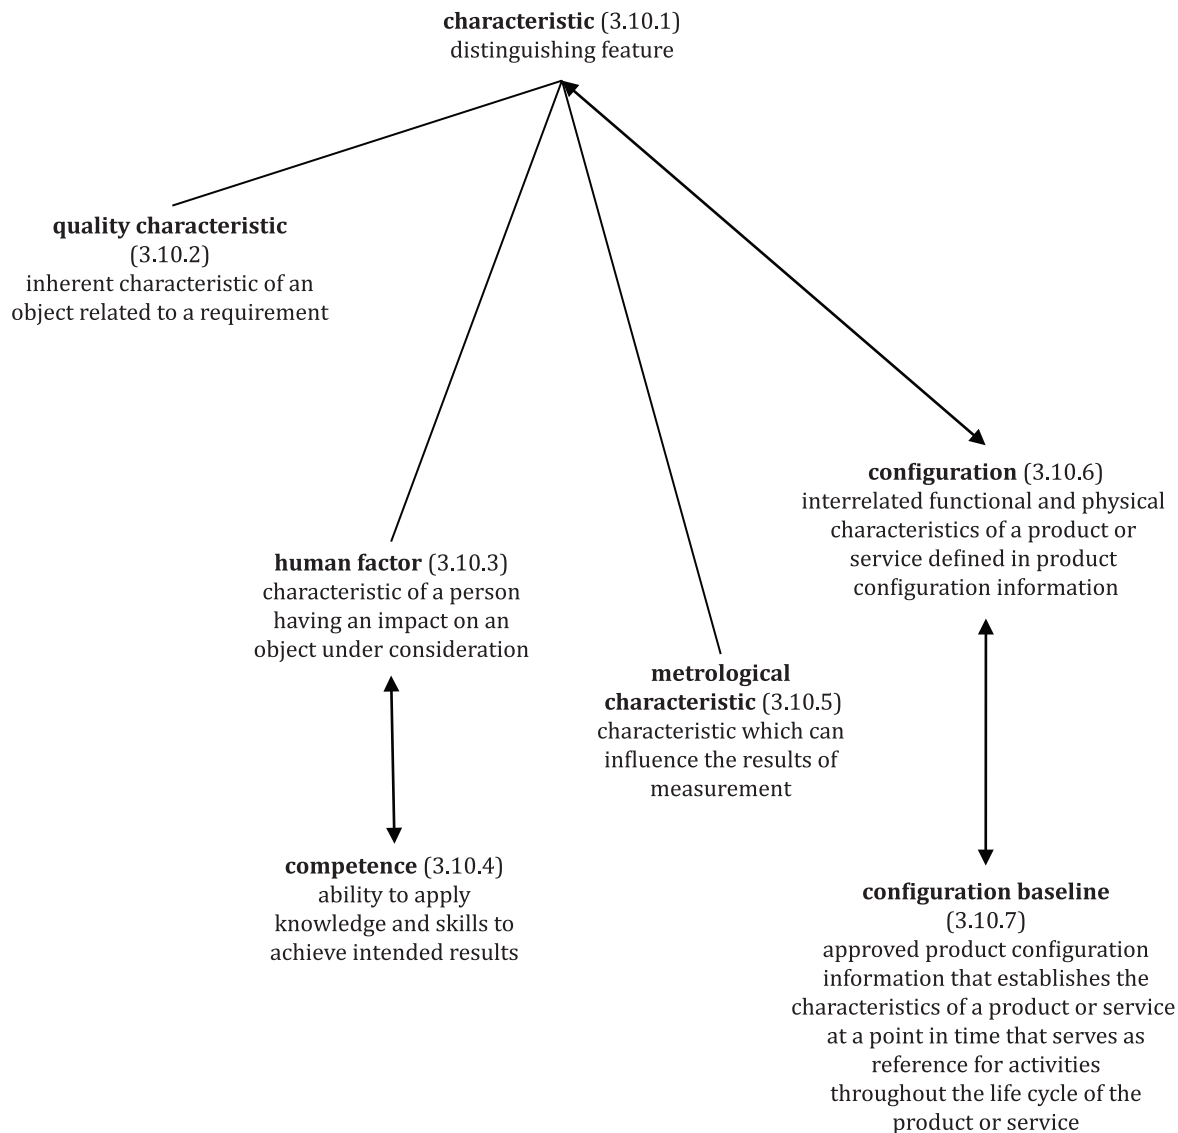 characteristic (3.10.1)
distinguishing feature
quality characteristic
(3.10.2)
inherent characteristic of an
object related to a requirement
human factor (3.10.3)
characteristic of a person
having an impact on an
object under consideration
competence (3.10.4)
ability to apply
knowledge and skills to
achieve intended results
metrological
characteristic (3.10.5)
characteristic which can
influence the results of
measurement
configuration (3.10.6)
interrelated functional and physical
characteristics of a product or
service defined in product
configuration information
configuration baseline
(3.10.7)
approved product configuration
information that establishes the
characteristics of a product or service
at a point in time that serves as
reference for activities
throughout the life cycle of the
product or service